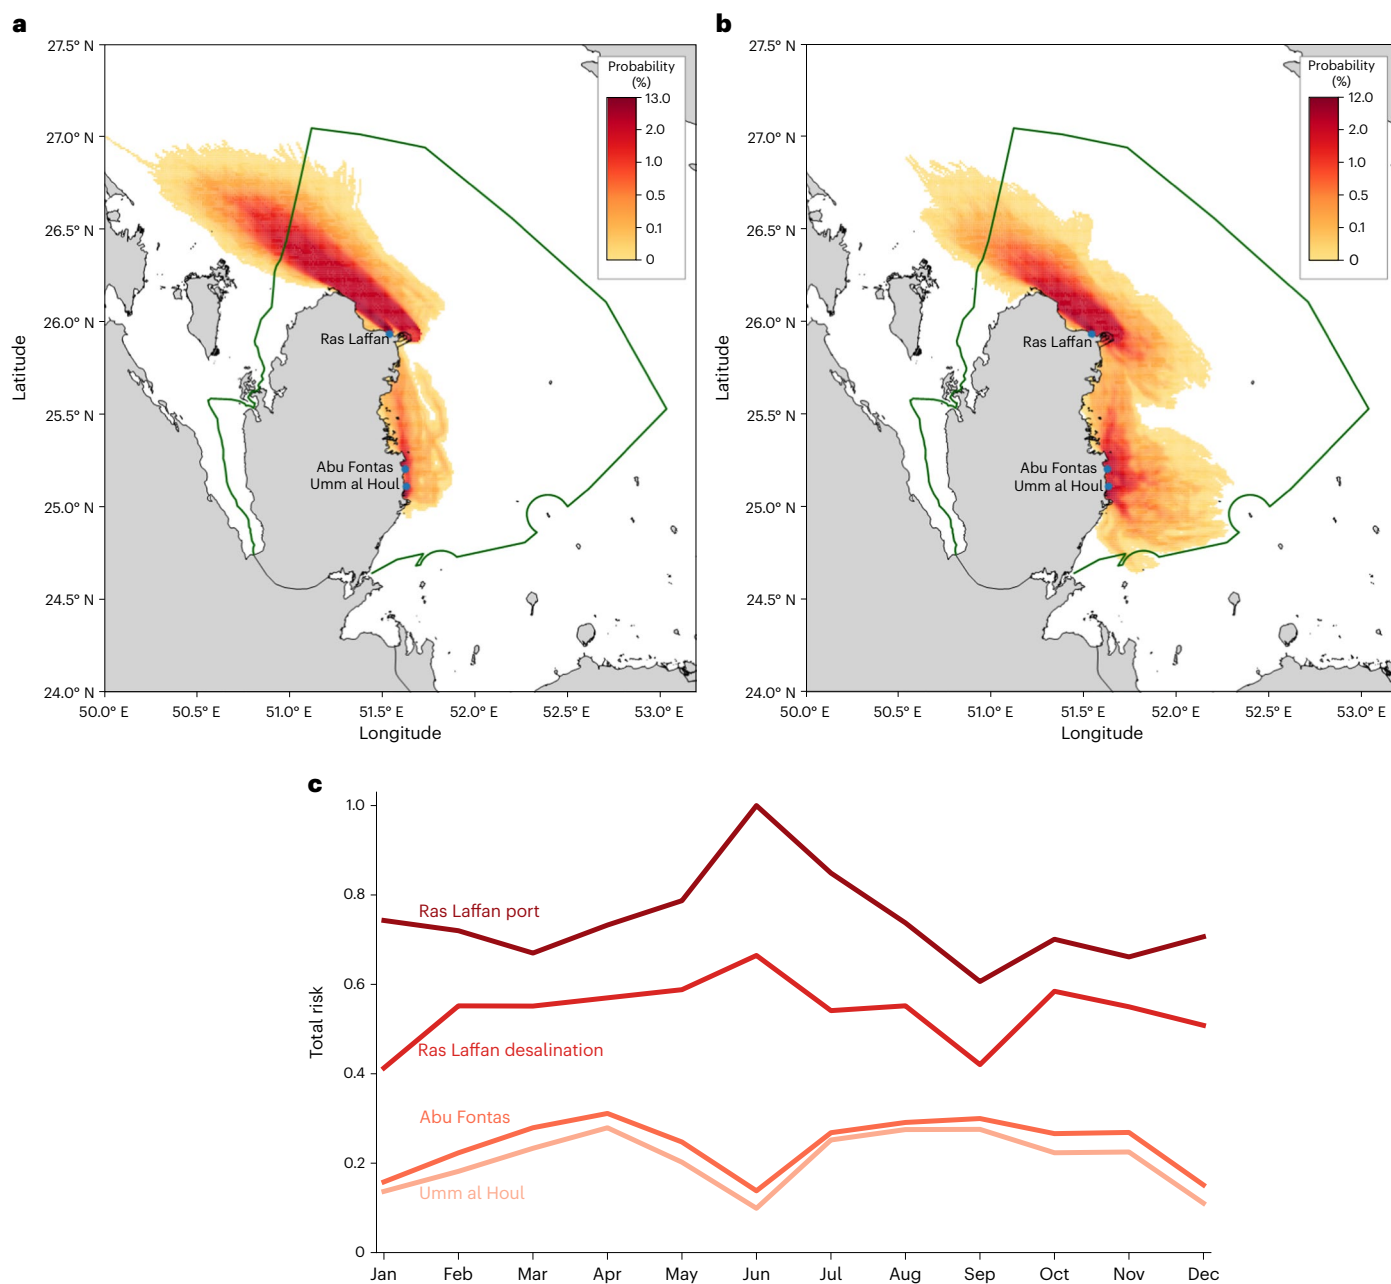 a
27.5° N
27.0° N
26.5° N
26.0° N
25.5° N
25.0° N
24.5° N
24.0° N
Latitude
50.0° E
50.5° E
51.0° E
51.5° E
52.0° E
52.5° E
53.0° E
Longitude
Probability
(%)
13.0
2.0
1.0
0.5
0.1
0
Ras Laffan
Abu Fontas
Umm al Houl
b
27.5° N
27.0° N
26.5° N
26.0° N
25.5° N
25.0° N
24.5° N
24.0° N
Latitude
50.0° E
50.5° E
51.0° E
51.5° E
52.0° E
52.5° E
53.0° E
Longitude
Probability
(%)
12.0
2.0
1.0
0.5
0.1
0
Ras Laffan
Abu Fontas
Umm al Houl
c
1.0
0.8
0.6
0.4
0.2
0
Total risk
Ras Laffan port
Ras Laffan desalination
Abu Fontas
Umm al Houl
Jan
Feb
Mar
Apr
May
Jun
Jul
Aug
Sep
Oct
Nov
Dec